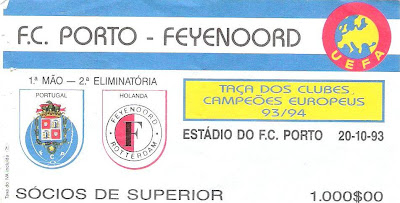 F.C. PORTO - FEYENOORD
UEFA
1.ª MÃO — 2.ª ELIMINATÓRIA
PORTUGAL
HOLANDA
TAÇA DOS CLUBES
CAMPEÕES EUROPEUS
93/94
FEYENOORD
F
ROTTERDAM
ESTÁDIO DO F.C. PORTO 20-10-93
SÓCIOS DE SUPERIOR 1.000$00